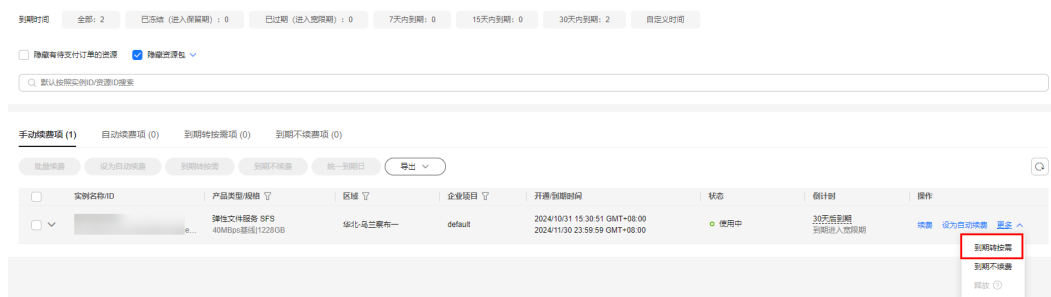 到期时间 全部：2 已冻结（进入保留期）：0 已过期（进入宽限期）：0 7天内到期：0 15天内到期：0 30天内到期：2 自定义时间
隐藏有待支付订单的资源 隐藏资源包
默认按照实例ID/资源ID搜索
手动续费项 (1) 自动续费项 (0) 到期转按需项 (0) 到期不续费项 (0)
批量续费 设为自动续费 到期转按需 到期不续费 统一到期日 导出
实例名称/ID 产品类型/规格 区域 企业项目 开通/到期时间 状态 倒计时 操作
弹性文件服务 SFS 2024/10/31 15:30:51 GMT+08:00 30天后到期
e... 40MBps基线|1228GB 华北-乌兰察布一 default 2024/11/30 23:59:59 GMT+08:00 使用中 到期进入宽限期 续费 设为自动续费 更多
到期转按需
到期不续费
释放